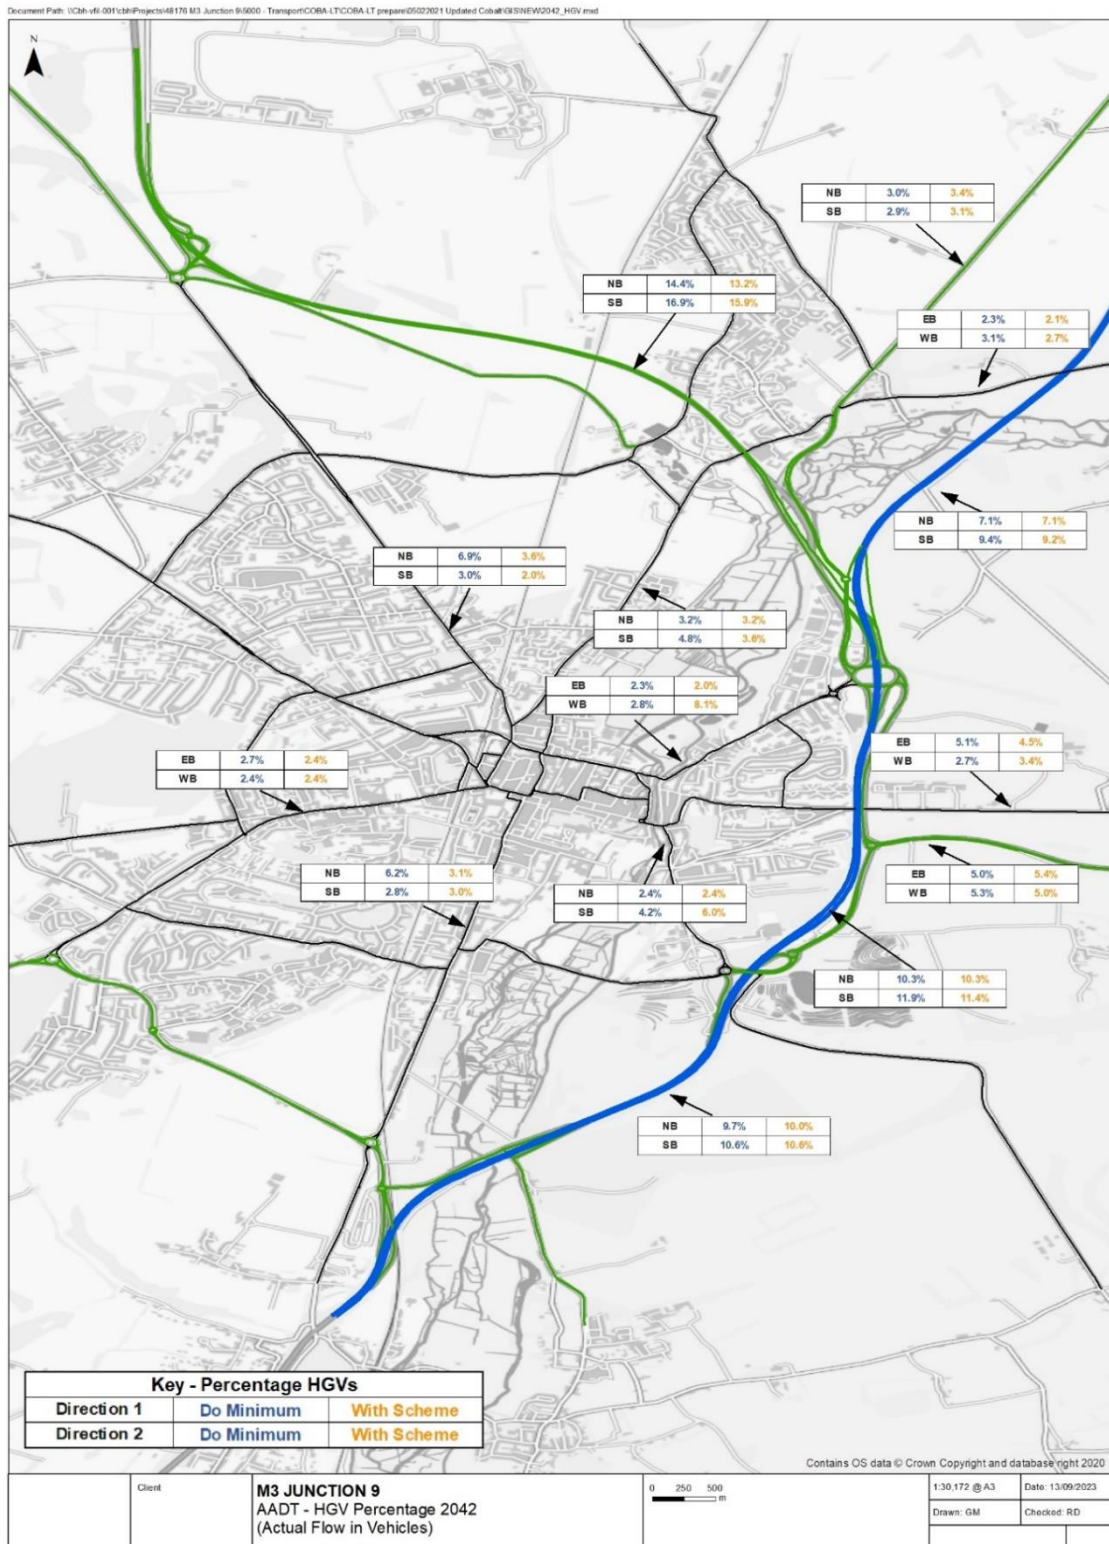 Document Path: \\Cbh-vfil-001\cbh\Projects\48176 M3 Junction 9\5000 - Transport\COBA-LT\COBA-LT prepare\05022021 Updated Cobalt\GIS\NEW\2042_HGV.mxd
N
NB 3.0% 3.4%
SB 2.9% 3.1%
NB 14.4% 13.2%
SB 16.9% 15.9%
EB 2.3% 2.1%
WB 3.1% 2.7%
NB 7.1% 7.1%
SB 9.4% 9.2%
NB 6.9% 3.6%
SB 3.0% 2.0%
NB 3.2% 3.2%
SB 4.8% 3.6%
EB 2.3% 2.0%
WB 2.8% 8.1%
EB 5.1% 4.5%
WB 2.7% 3.4%
EB 2.7% 2.4%
WB 2.4% 2.4%
NB 6.2% 3.1%
SB 2.8% 3.0%
NB 2.4% 2.4%
SB 4.2% 6.0%
EB 5.0% 5.4%
WB 5.3% 5.0%
NB 10.3% 10.3%
SB 11.9% 11.4%
NB 9.7% 10.0%
SB 10.6% 10.6%
Key - Percentage HGVs
Direction 1 Do Minimum With Scheme
Direction 2 Do Minimum With Scheme
Contains OS data © Crown Copyright and database right 2020
Client
M3 JUNCTION 9
AADT - HGV Percentage 2042
(Actual Flow in Vehicles)
0 250 500
m
1:30,172 @ A3 Date: 13/09/2023
Drawn: GM Checked: RD